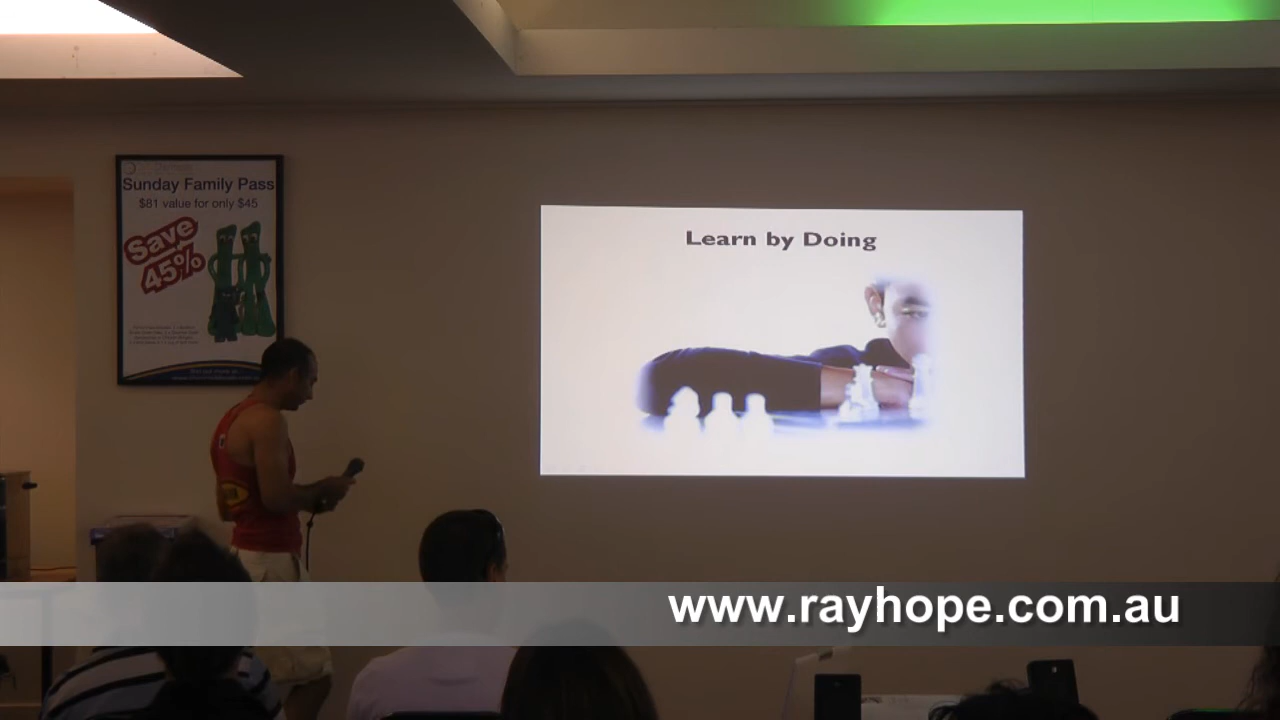 Sunday Family Pass
$81 value for only $45
Save
45%
Learn by Doing
www.rayhope.com.au